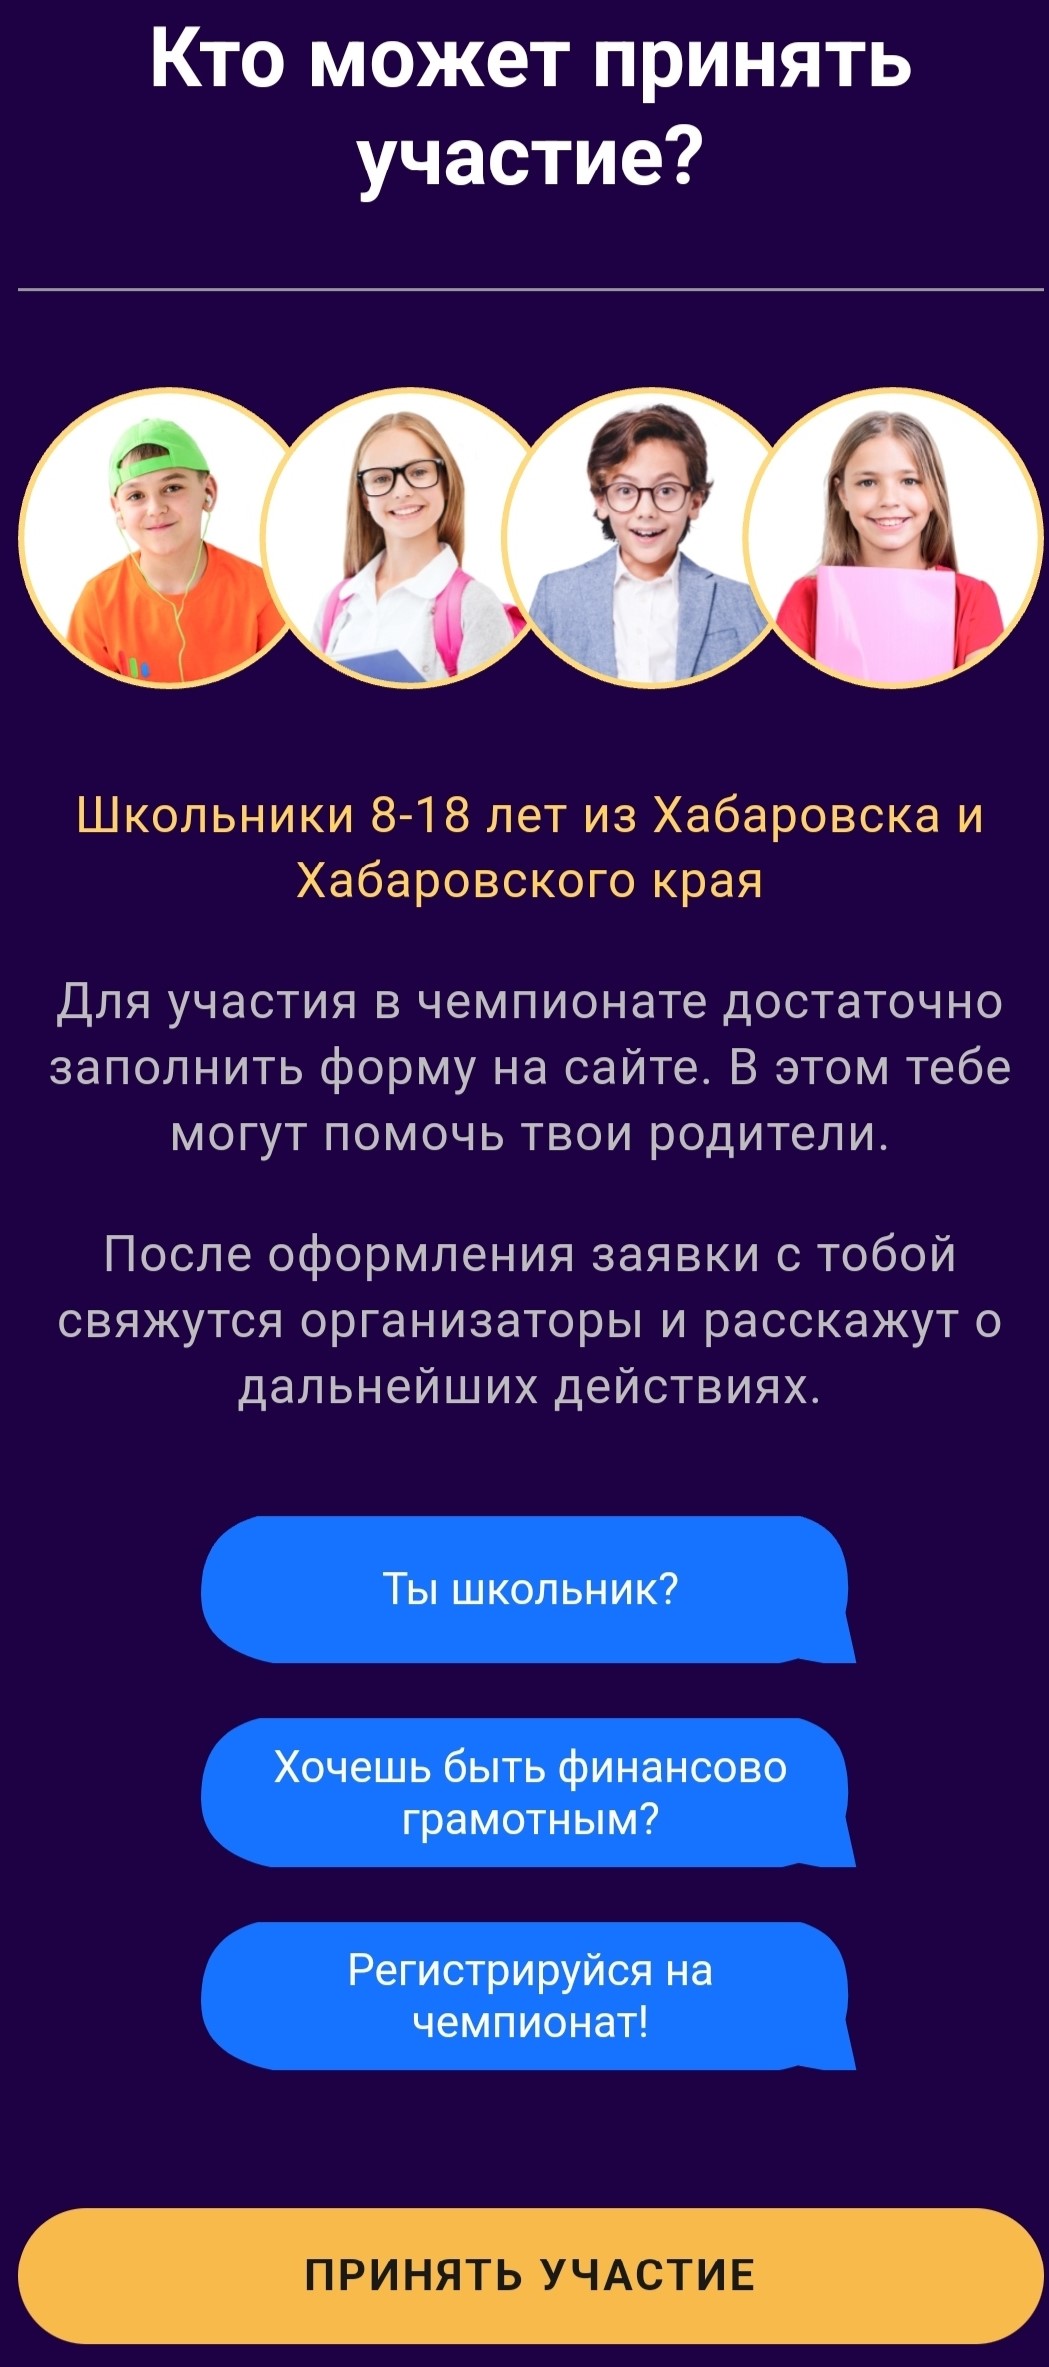 Кто может принять
участие?
Школьники 8-18 лет из Хабаровска и
Хабаровского края
Для участия в чемпионате достаточно
заполнить форму на сайте. В этом тебе
могут помочь твои родители.
После оформления заявки с тобой
свяжутся организаторы и расскажут о
дальнейших действиях.
Ты школьник?
Хочешь быть финансово
грамотным?
Регистрируйся на
чемпионат!
ПРИНЯТЬ УЧАСТИЕ